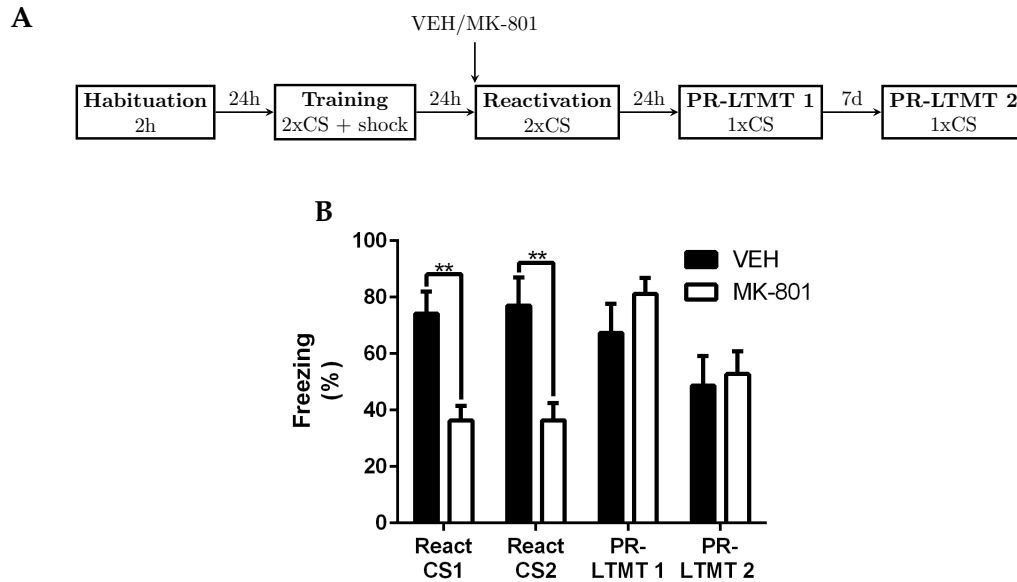 A
VEH/MK-801
Habituation 24h Training 24h Reactivation 24h PR-LTMT 1 7d PR-LTMT 2
2h 2xCS + shock 2xCS 1xCS 1xCS
B
100
80
60
40
20
0
Freezing
(%)
** **
VEH
MK-801
React React PR- PR-
CS1 CS2 LTMT 1 LTMT 2